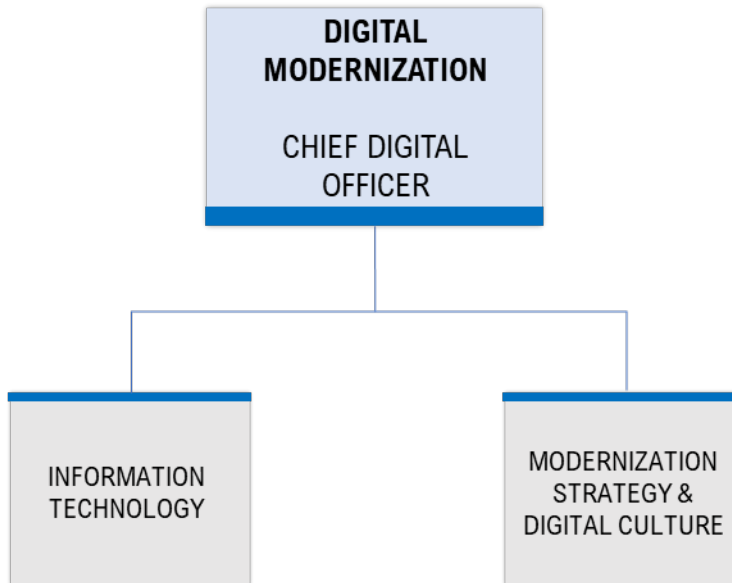 DIGITAL
MODERNIZATION
CHIEF DIGITAL
OFFICER
INFORMATION
TECHNOLOGY
MODERNIZATION
STRATEGY &
DIGITAL CULTURE